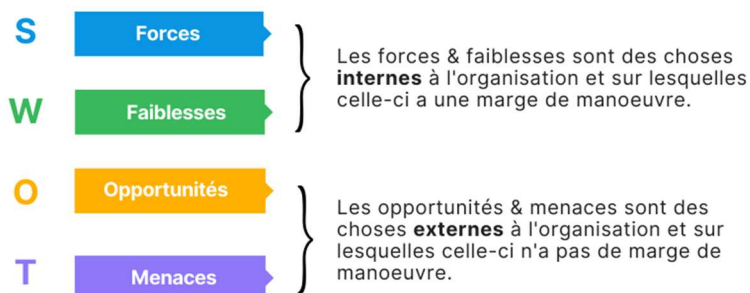 S
Forces
W
Faiblesses
Les forces & faiblesses sont des choses
internes à l'organisation et sur lesquelles
celle-ci a une marge de manoeuvre.
O
Opportunités
T
Menaces
Les opportunités & menaces sont des
choses externes à l'organisation et sur
lesquelles celle-ci n'a pas de marge de
manoeuvre.